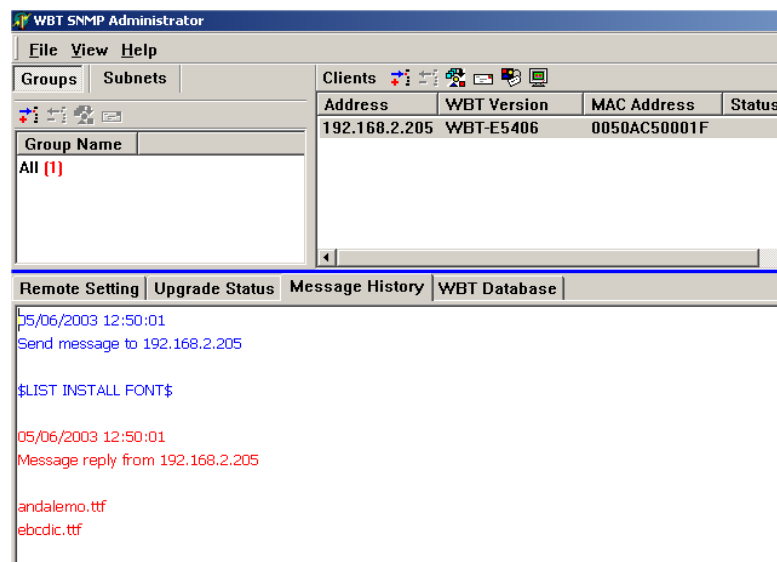 WBT SNMP Administrator
File View Help
Groups Subnets
Group Name
All (1)
Clients
Address WBT Version MAC Address Status
192.168.2.205 WBT-E5406 0050AC50001F
Remote Setting Upgrade Status Message History WBT Database
05/06/2003 12:50:01
Send message to 192.168.2.205
$LIST INSTALL FONT$
05/06/2003 12:50:01
Message reply from 192.168.2.205
andalemo.ttf
ebcdic.ttf